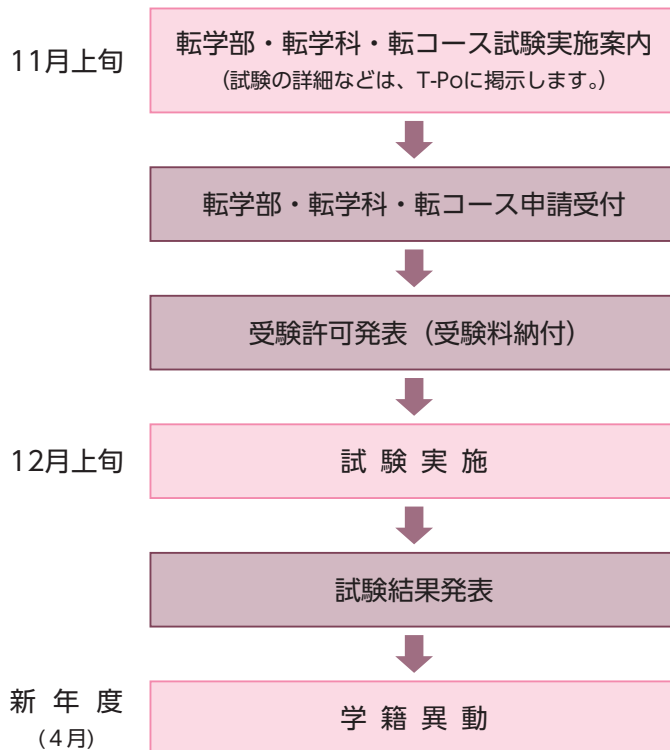 11月上旬
転学部・転学科・転コース試験実施案内
（試験の詳細などは、T-Poに掲示します。）
転学部・転学科・転コース申請受付
受験許可発表（受験料納付）
12月上旬
試 験 実 施
試験結果発表
新 年 度
(４月)
学 籍 異 動